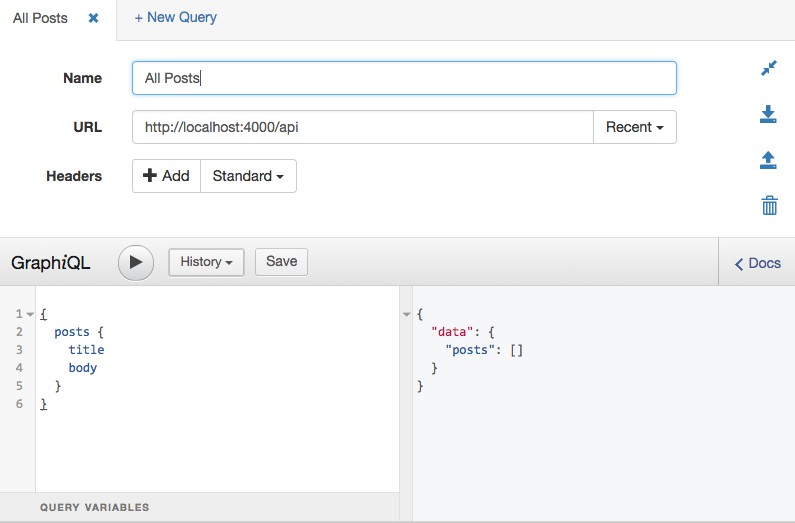 All Posts × + New Query
Name All Posts
URL http://localhost:4000/api Recent
Headers + Add Standard
GraphiQL History Save Docs
1 {
2 posts {
3 title
4 body
5 }
6 }
{
"data": {
"posts": []
}
}
QUERY VARIABLES